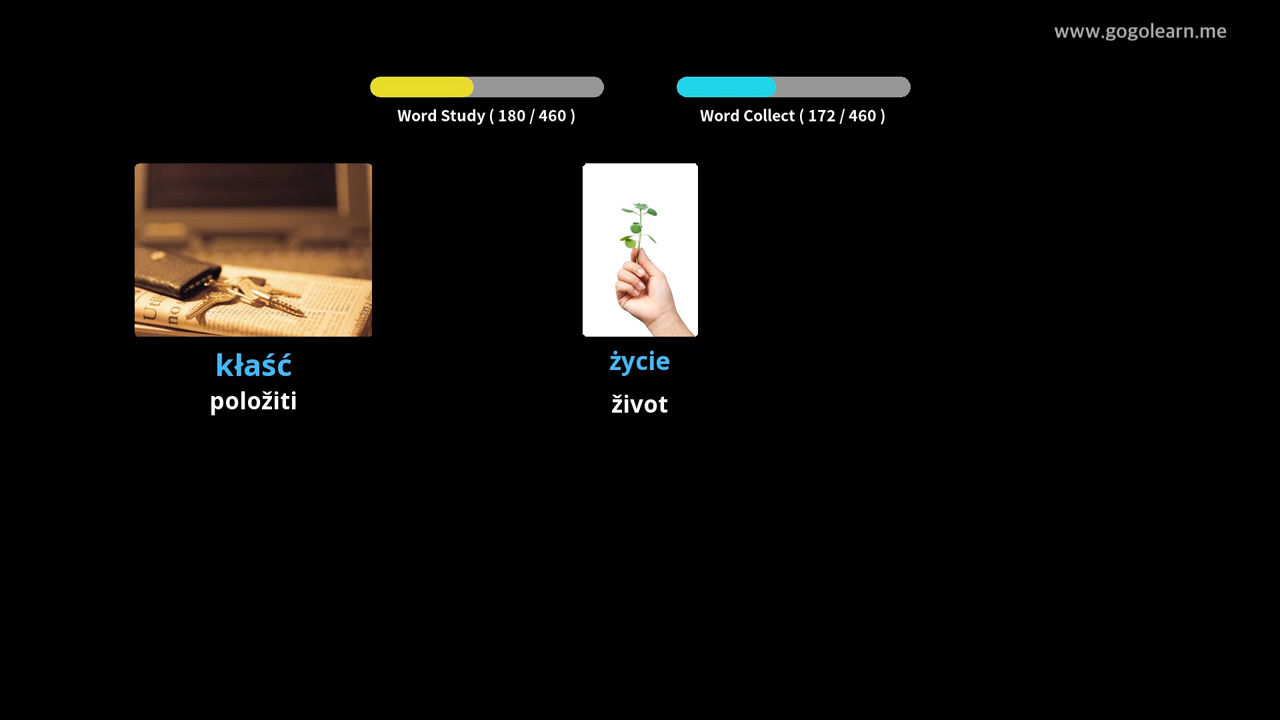 www.gogolearn.me
Word Study ( 180 / 460 )
Word Collect ( 172 / 460 )
kłaść
położiti
życie
život